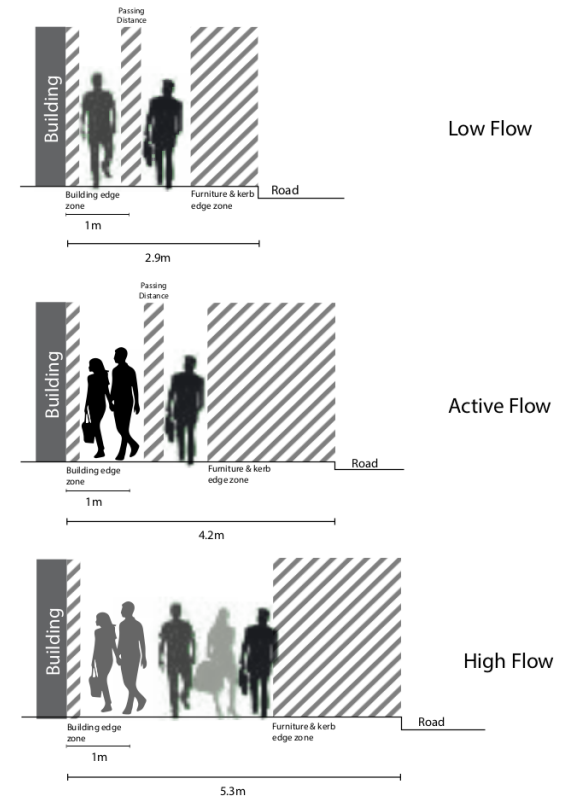 Passing
Distance
Building
Low Flow
Building edge
zone
Furniture & kerb
edge zone
Road
1m
2.9m
Passing
Distance
Building
Active Flow
Building edge
zone
Furniture & kerb
edge zone
Road
1m
4.2m
Building
High Flow
Building edge
zone
Furniture & kerb
edge zone
Road
1m
5.3m